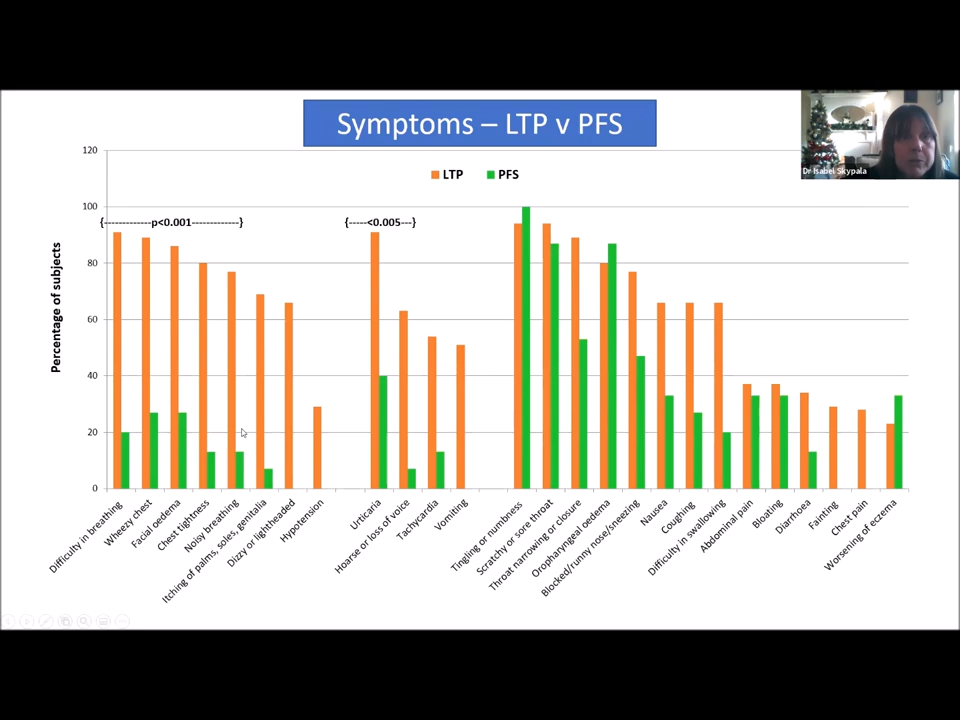 Symptoms – LTP v PFS
Dr Isabel Skypala
LTP PFS
{-------------p<0.001-------------}
{-----<0.005---}
Percentage of subjects
120
100
80
60
40
20
0
Difficulty in breathing
Wheezy chest
Facial oedema
Chest tightness
Noisy breathing
Itching of palms, soles, genitalia
Dizzy or lightheaded
Hypotension
Urticaria
Hoarse or loss of voice
Tachycardia
Vomiting
Tingling or numbness
Scratchy or sore throat
Throat narrowing or closure
Oropharyngeal oedema
Blocked/runny nose/sneezing
Nausea
Coughing
Difficulty in swallowing
Abdominal pain
Bloating
Diarrhoea
Fainting
Chest pain
Worsening of eczema